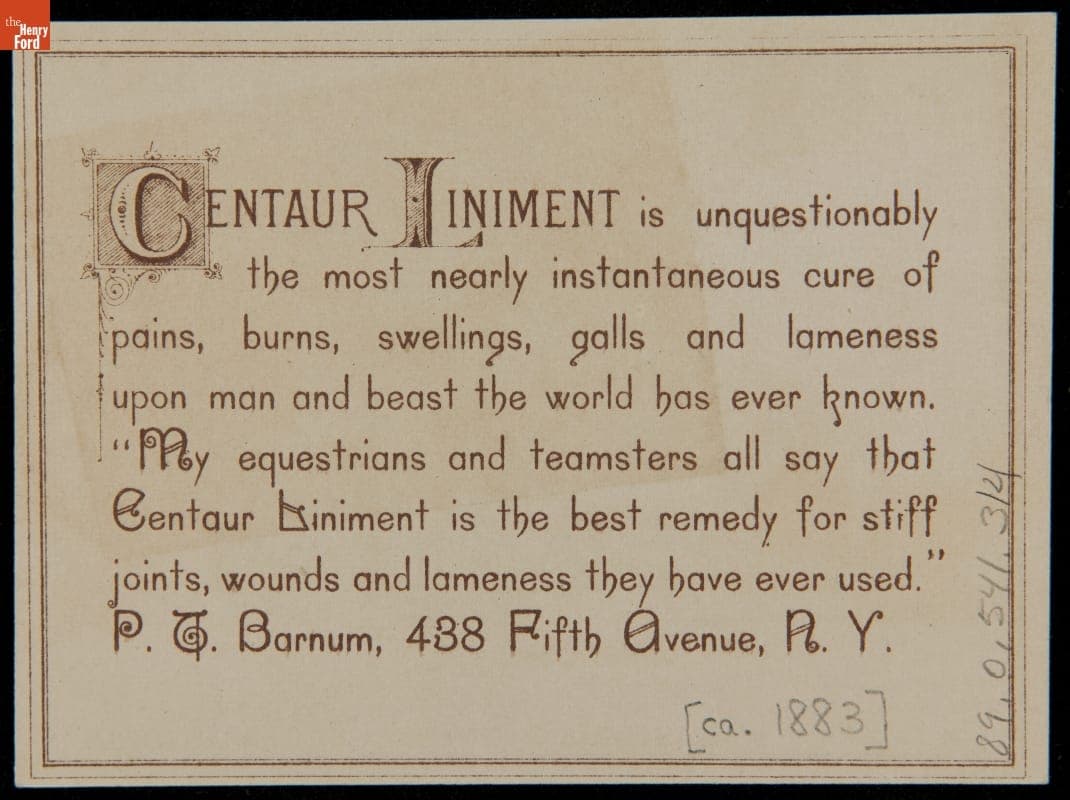 the
Henry
Ford
CENTAUR LINIMENT is unquestionably
the most nearly instantaneous cure of
pains, burns, swellings, galls and lameness
upon man and beast the world has ever known.
“My equestrians and teamsters all say that
Centaur Liniment is the best remedy for stiff
joints, wounds and lameness they have ever used.”
P. T. Barnum, 438 Fifth Avenue, N. Y.
[ca. 1883]
89.0.541.314